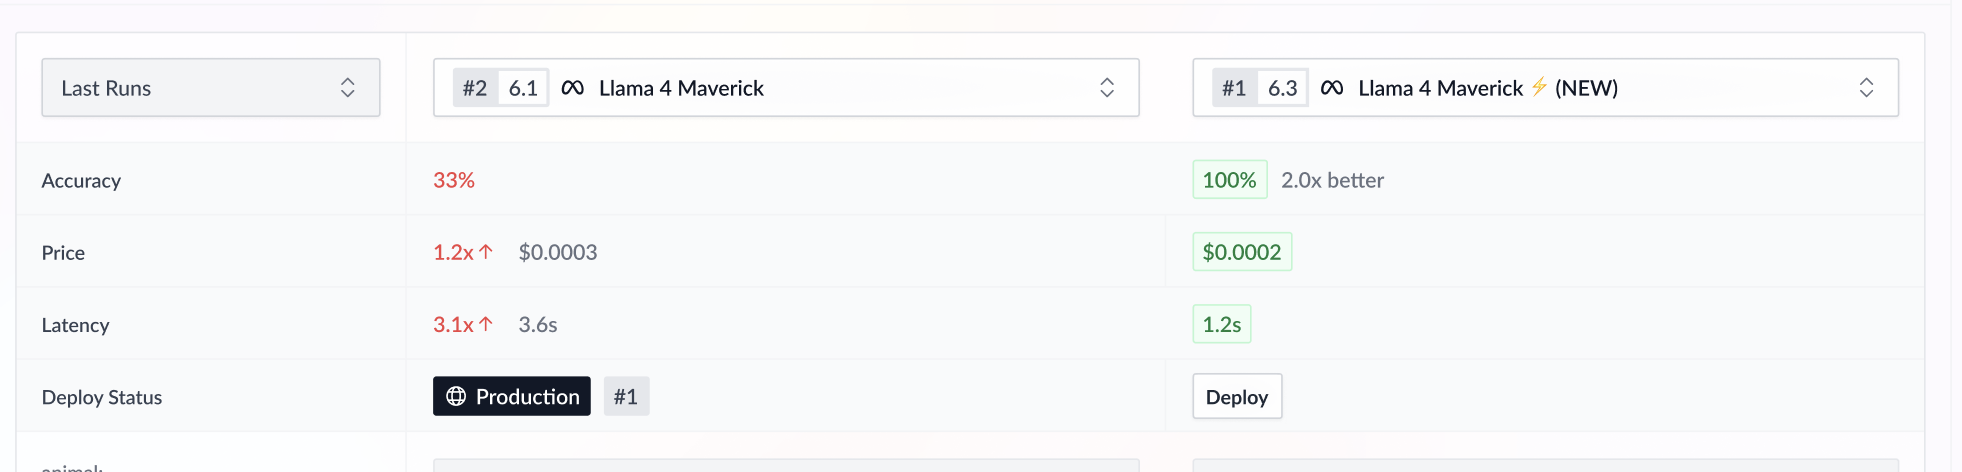 Last Runs #2 6.1 Llama 4 Maverick #1 6.3 Llama 4 Maverick ⚡ (NEW)
Accuracy 33% 100% 2.0x better
Price 1.2x ↑ $0.0003 $0.0002
Latency 3.1x ↑ 3.6s 1.2s
Deploy Status Production #1 Deploy